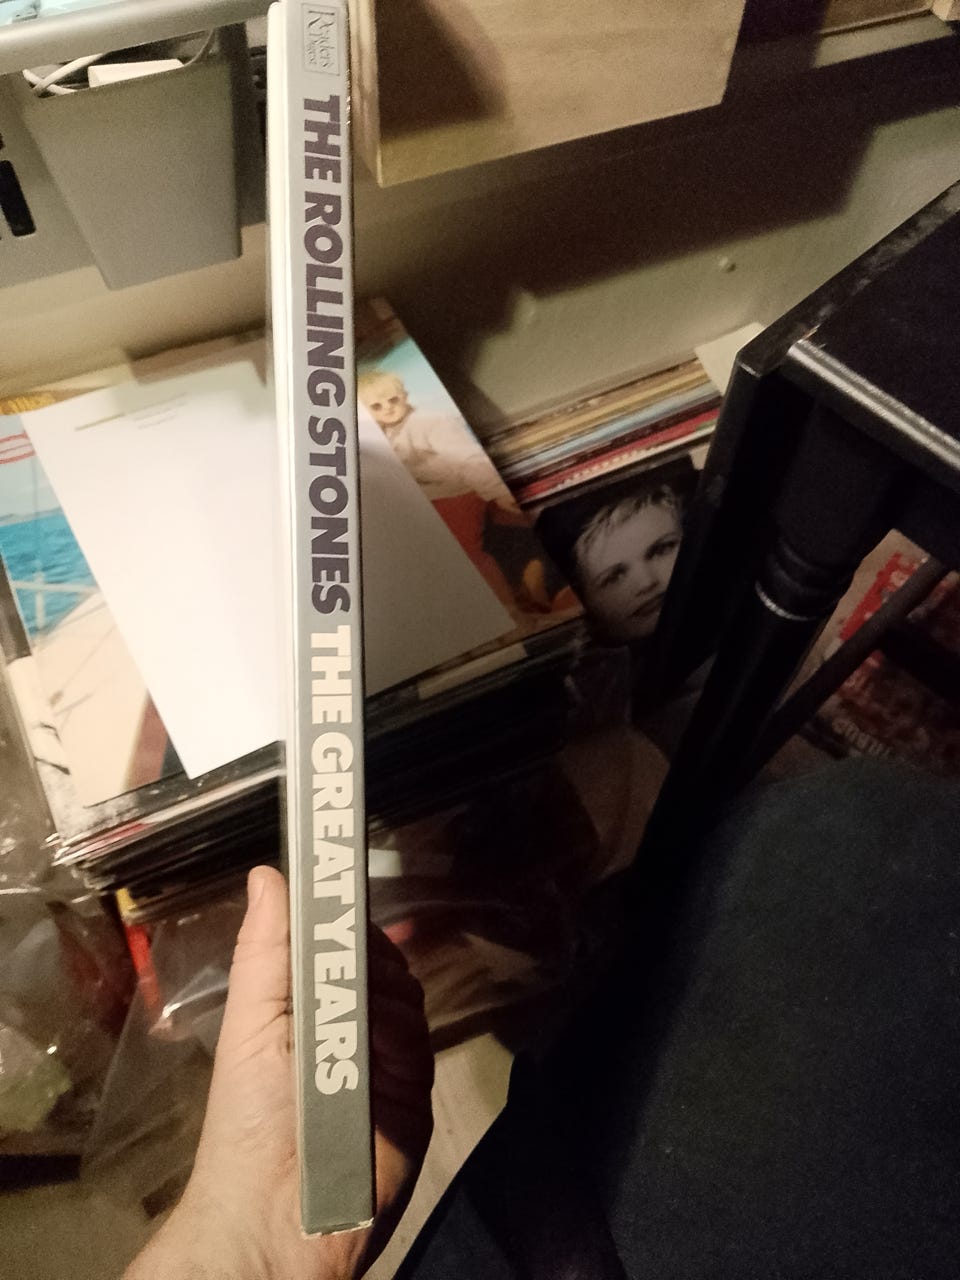 Reader's
Digest
THE ROLLING STONES THE GREAT YEARS